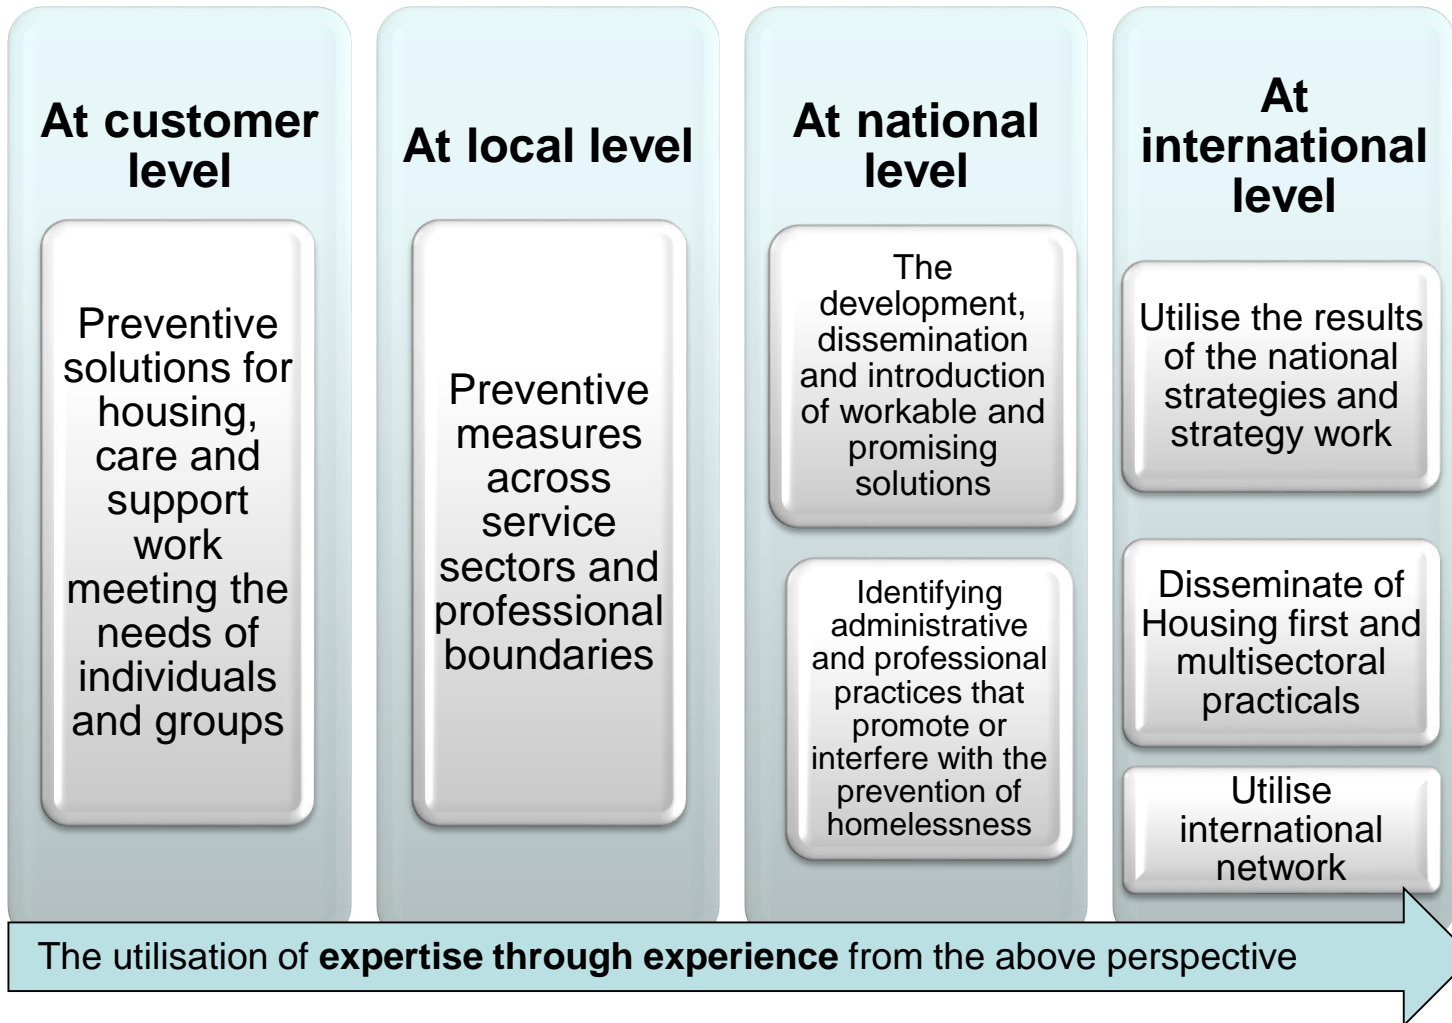 At customer
level
Preventive
solutions for
housing,
care and
support
work
meeting the
needs of
individuals
and groups
At local level
Preventive
measures
across
service
sectors and
professional
boundaries
At national
level
The
development,
dissemination
and introduction
of workable and
promising
solutions
Identifying
administrative
and professional
practices that
promote or
interfere with the
prevention of
homelessness
At
international
level
Utilise the results
of the national
strategies and
strategy work
Disseminate of
Housing first and
multisectoral
practicals
Utilise
international
network
The utilisation of expertise through experience from the above perspective